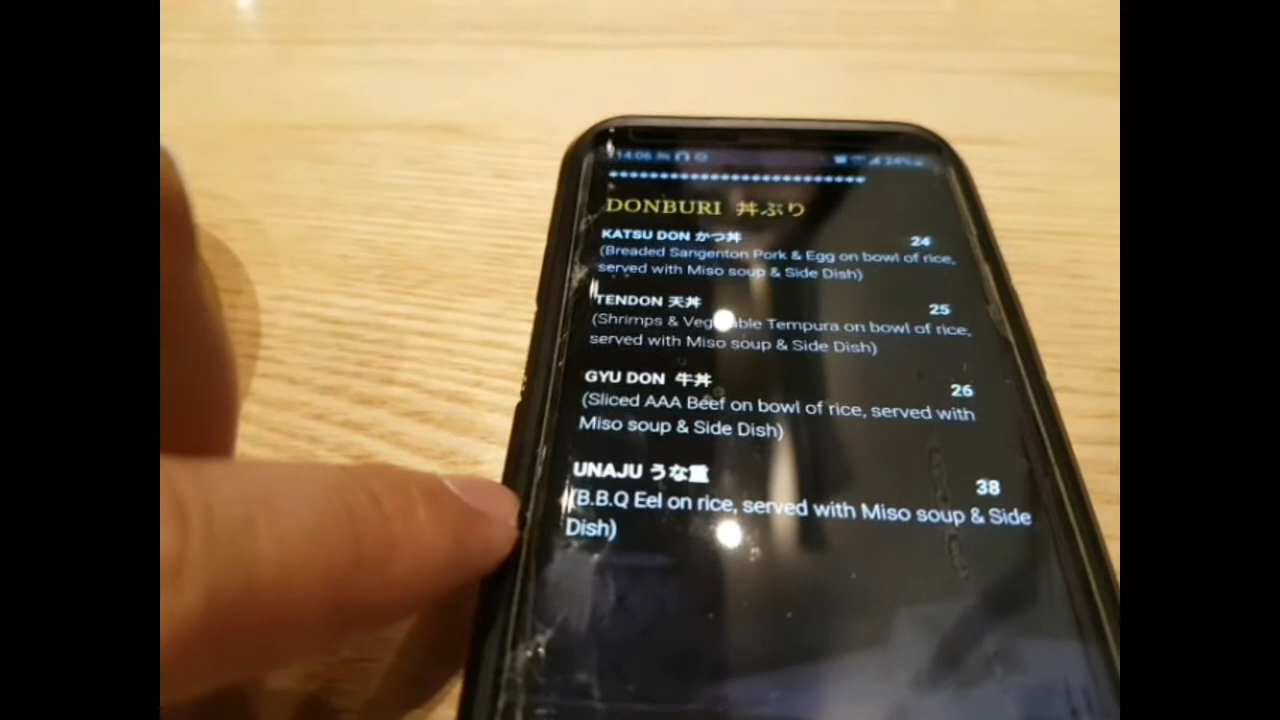 14:06
24%
DONBURI 丼ぶり
KATSU DON かつ丼 24
(Breaded Sangenton Pork & Egg on bowl of rice,
served with Miso soup & Side Dish)
TENDON 天丼 25
(Shrimps & Vegetable Tempura on bowl of rice,
served with Miso soup & Side Dish)
GYU DON 牛丼 26
(Sliced AAA Beef on bowl of rice, served with
Miso soup & Side Dish)
UNAJU うな重 38
(B.B.Q Eel on rice, served with Miso soup & Side
Dish)